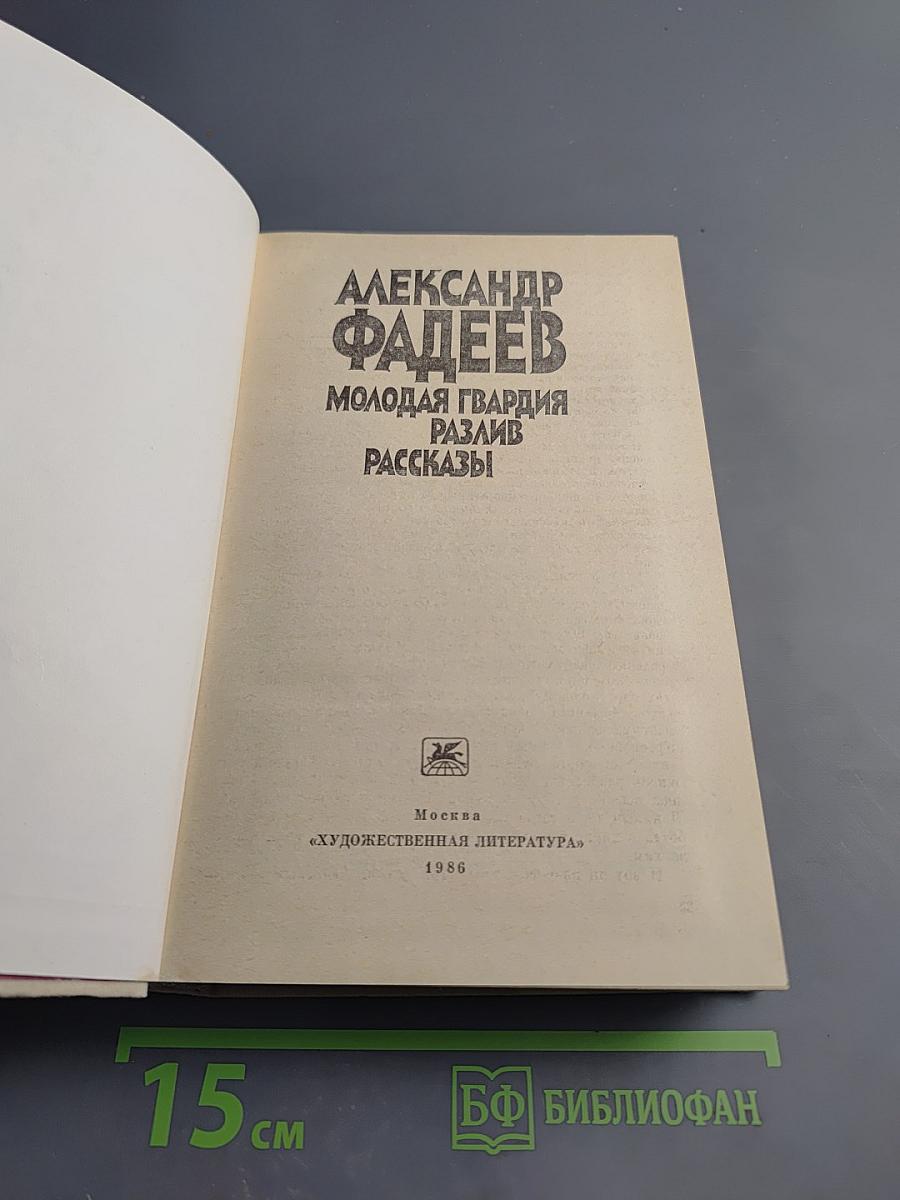 АЛЕКСАНДР
ФАДЕЕВ
МОЛОДАЯ ГВАРДИЯ
РАЗЛИВ
РАССКАЗЫ
Москва
«ХУДОЖЕСТВЕННАЯ ЛИТЕРАТУРА»
1986
15 см
БФ БИБЛИОФАН